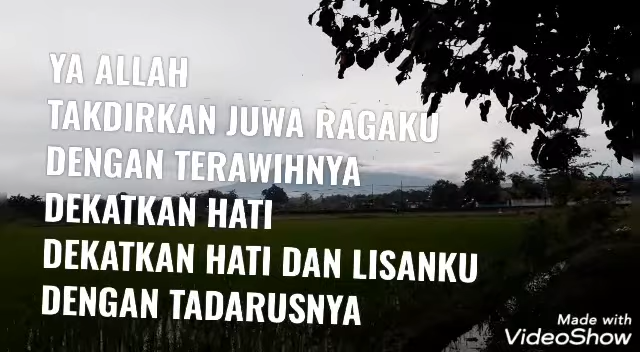 YA ALLAH
TAKDIRKAN JUWA RAGAKU
DENGAN TERAWIHNYA
DEKATKAN HATI
DEKATKAN HATI DAN LISANKU
DENGAN TADARUSNYA
Made with
VideoShow